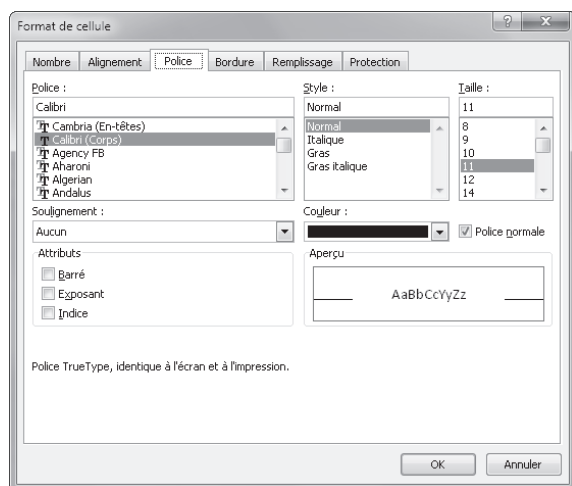 Format de cellule
Nombre Alignement Police Bordure Remplissage Protection
Police : Style : Taille :
Calibri Normal 11
Cambria (En-têtes) Normal 8
Calibri (Corps) Italique 9
Agency FB Gras 10
Aharoni Gras italique 11
Algerian 12
Andalus 14
Soulignement : Couleur :
Aucun Police normale
Attributs Aperçu
Barré
Exposant AaBbCcYyZz
Indice
Police TrueType, identique à l'écran et à l'impression.
OK Annuler